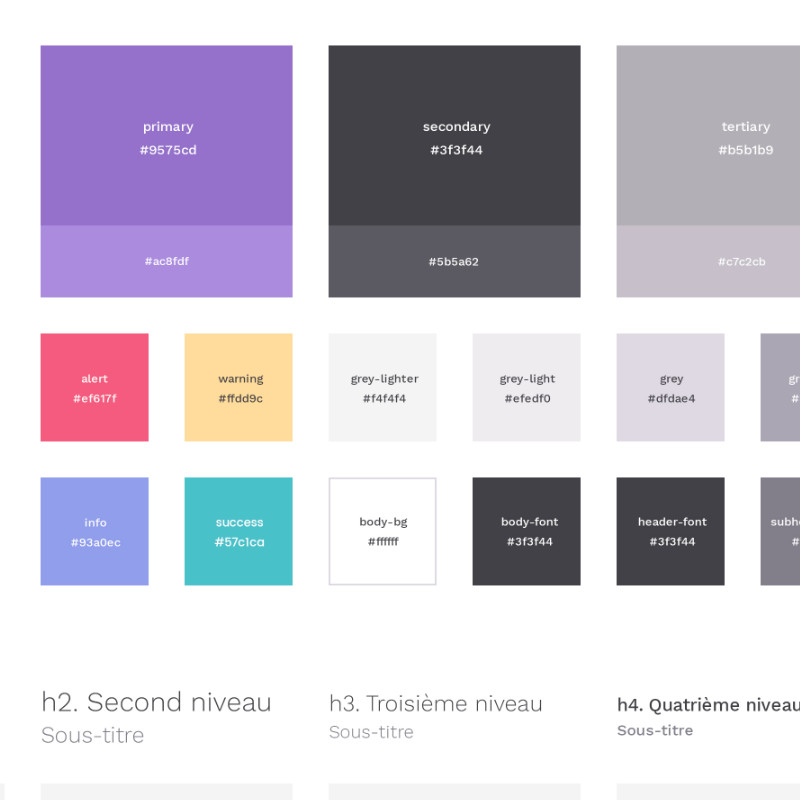 primary
#9575cd
#ac8fdf
secondary
#3f3f44
#5b5a62
tertiary
#b5b1b9
#c7c2cb
alert
#ef617f
warning
#ffdd9c
grey-lighter
#f4f4f4
grey-light
#efedf0
grey
#dfdae4
gr
#
info
#93a0ec
success
#57c1ca
body-bg
#ffffff
body-font
#3f3f44
header-font
#3f3f44
subh
#
h2. Second niveau
Sous-titre
h3. Troisième niveau
Sous-titre
h4. Quatrième niveau
Sous-titre